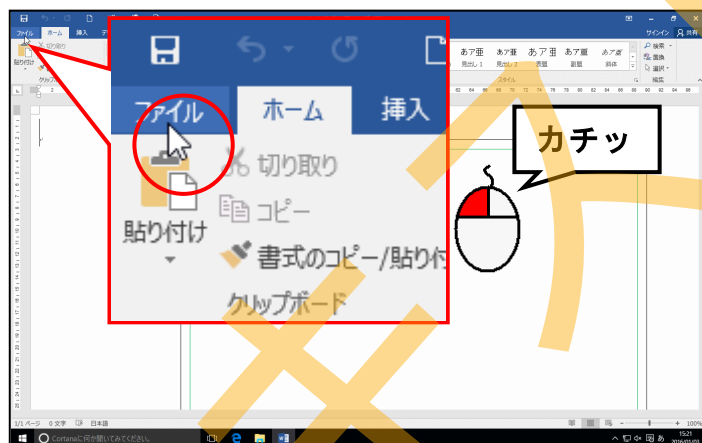 ファイル ホーム 挿入 デ
サインイン 共有
切り取り
貼り付け
クリップボード
あア亜 あア亜 あア亜 あア亜 あア亜
見出し 1 見出し 2 表題 副題 斜体
スタイル
検索
置換
選択
編集
ファイル ホーム 挿入
切り取り
コピー
貼り付け
書式のコピー/貼り付
クリップボード
カチッ
1/1 ページ 0 文字 日本語
100%
Cortanaに何か聞いてみてください。
あ
15:21
2016/01/03